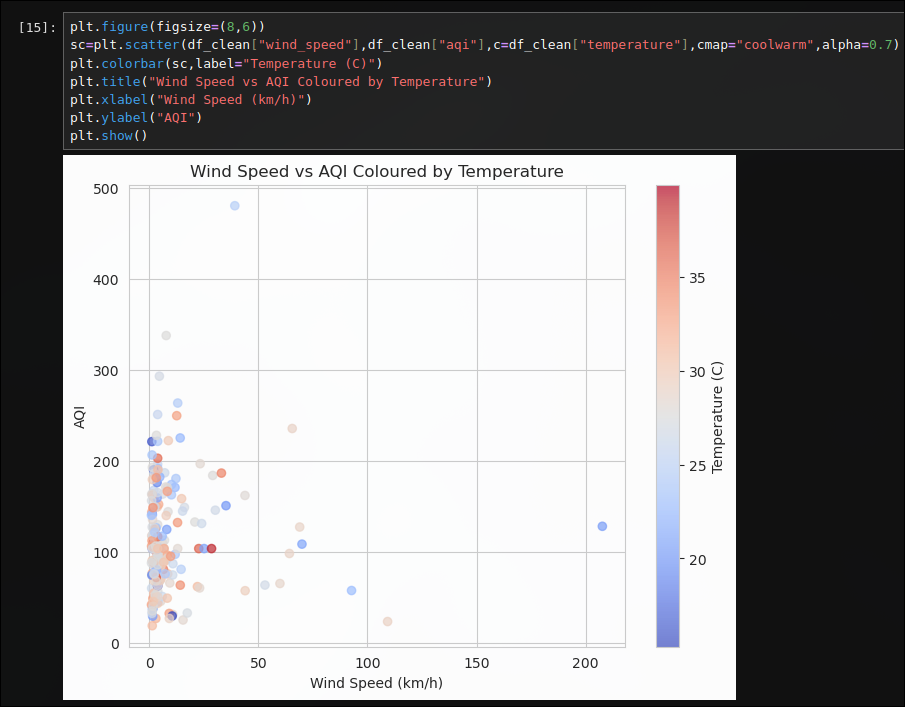 [15]:
plt.figure(figsize=(8,6))
sc=plt.scatter(df_clean["wind_speed"],df_clean["aqi"],c=df_clean["temperature"],cmap="coolwarm",alpha=0.7)
plt.colorbar(sc,label="Temperature (C)")
plt.title("Wind Speed vs AQI Coloured by Temperature")
plt.xlabel("Wind Speed (km/h)")
plt.ylabel("AQI")
plt.show()
Wind Speed vs AQI Coloured by Temperature
500
400
300
200
100
0
AQI
0 50 100 150 200
Wind Speed (km/h)
35
30
25
20
Temperature (C)